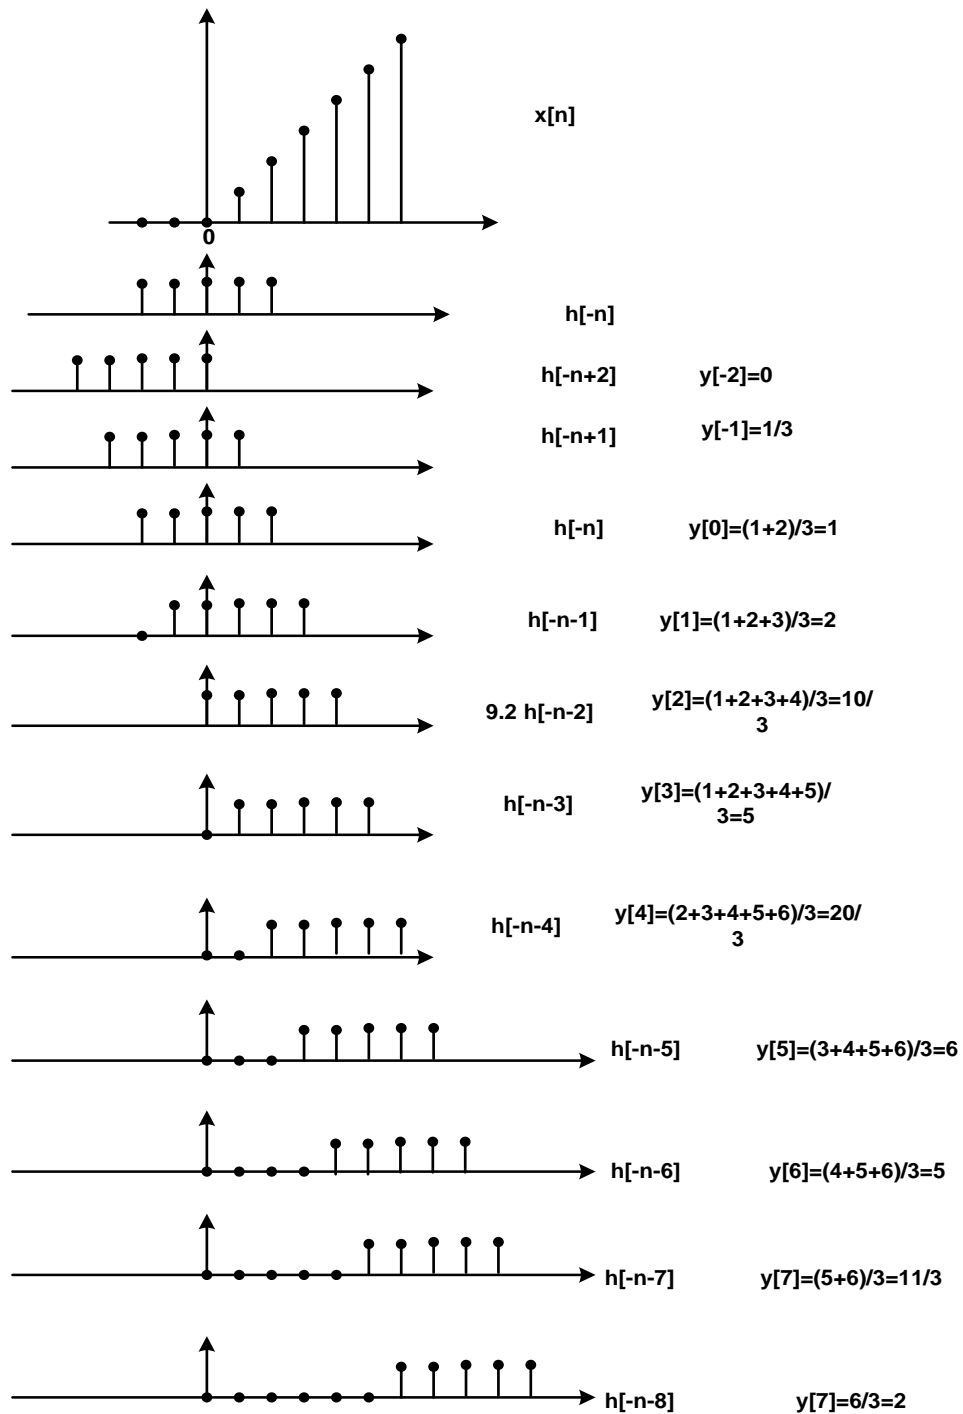 x[n]
0
h[-n]
h[-n+2] y[-2]=0
h[-n+1] y[-1]=1/3
h[-n] y[0]=(1+2)/3=1
h[-n-1] y[1]=(1+2+3)/3=2
9.2 h[-n-2] y[2]=(1+2+3+4)/3=10/
3
h[-n-3] y[3]=(1+2+3+4+5)/
3=5
h[-n-4] y[4]=(2+3+4+5+6)/3=20/
3
h[-n-5] y[5]=(3+4+5+6)/3=6
h[-n-6] y[6]=(4+5+6)/3=5
h[-n-7] y[7]=(5+6)/3=11/3
h[-n-8] y[7]=6/3=2